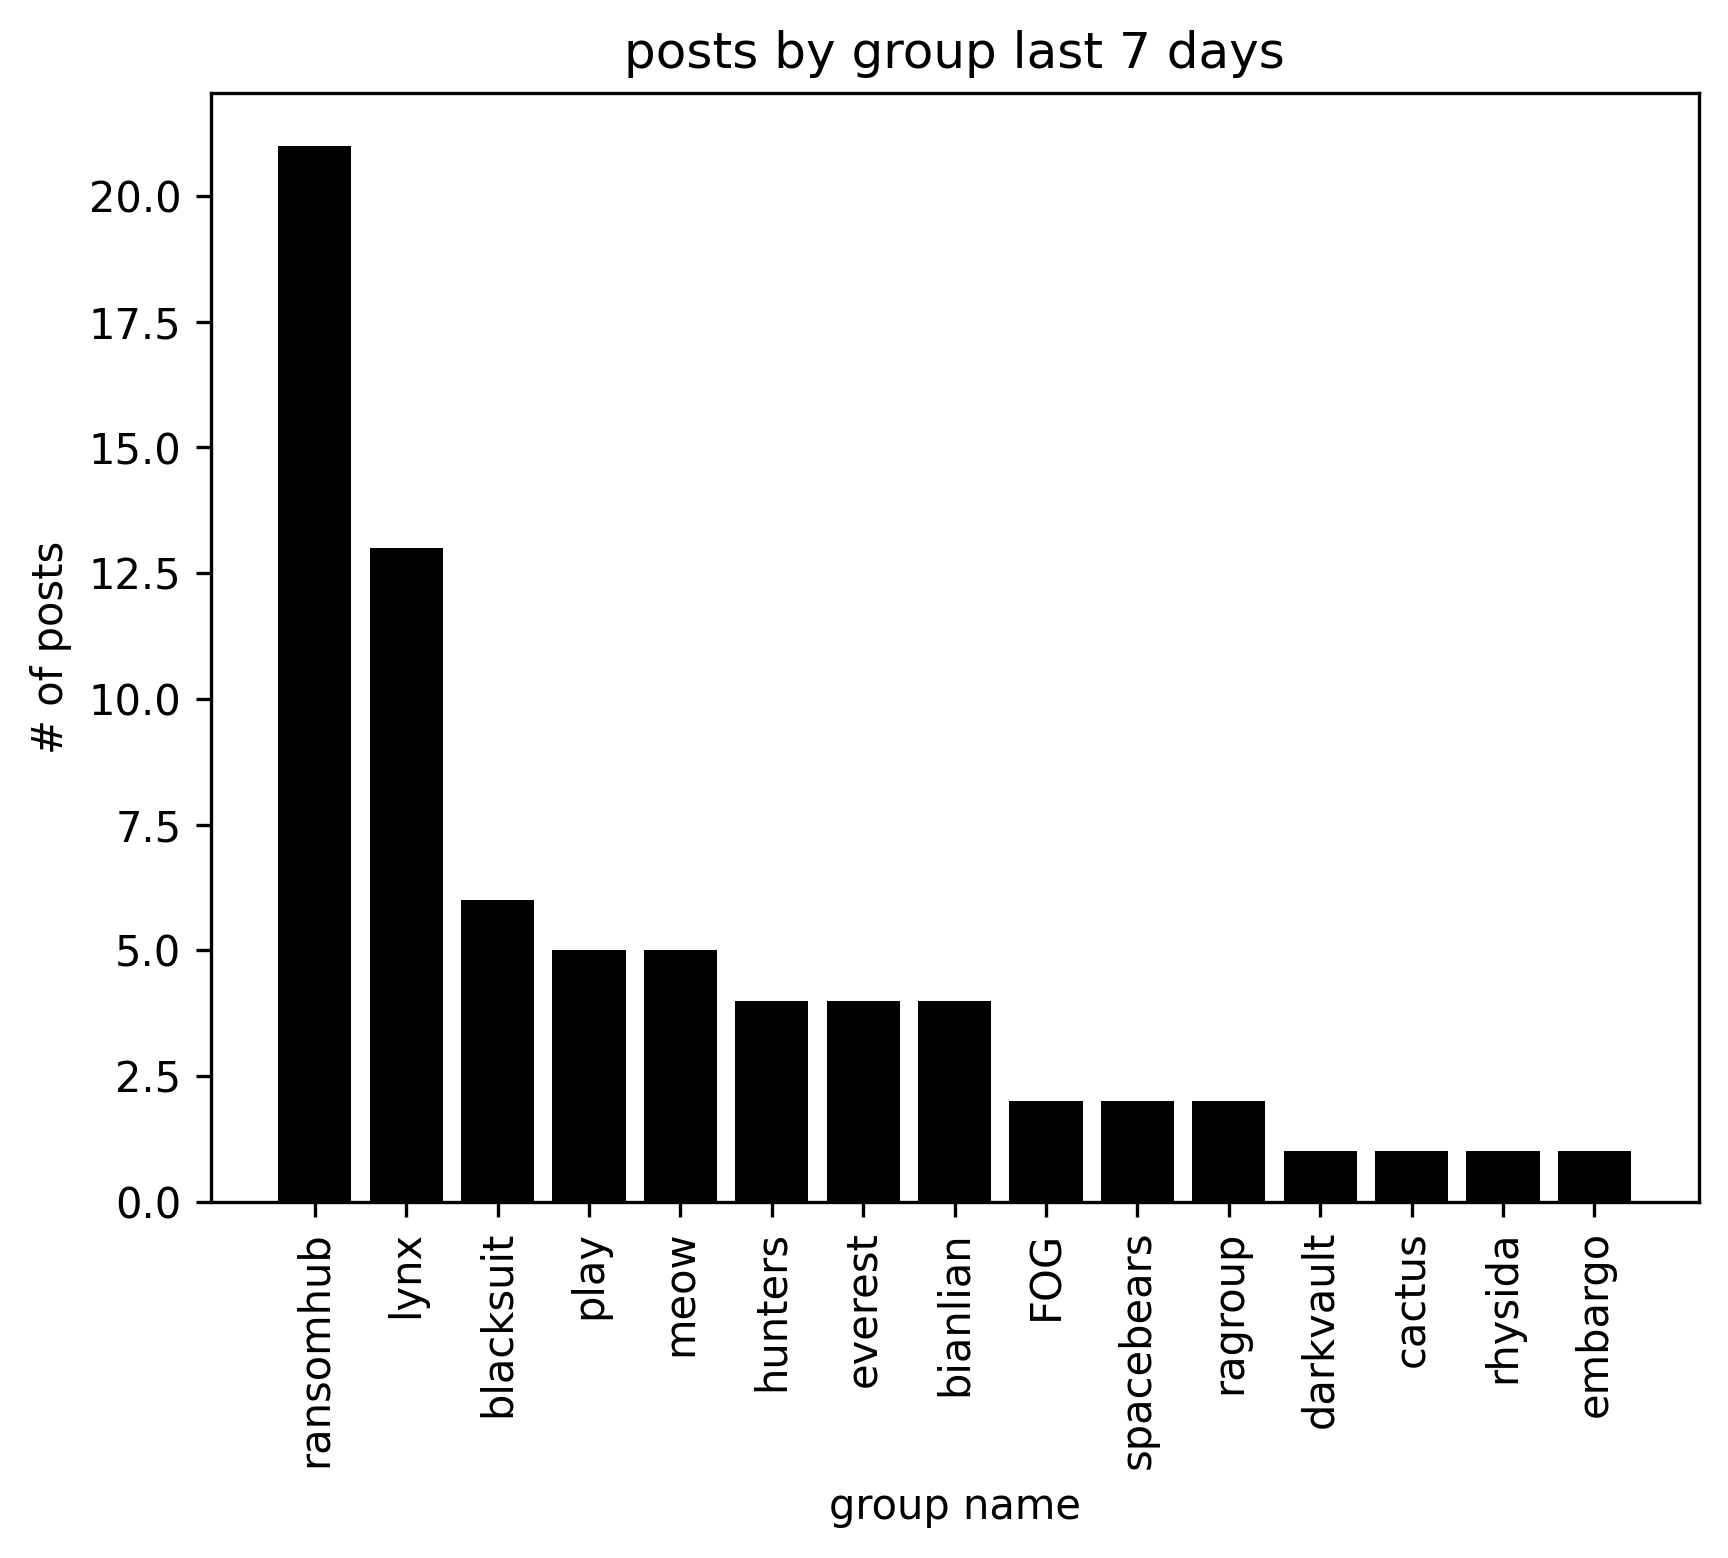 posts by group last 7 days
# of posts
20.0
17.5
15.0
12.5
10.0
7.5
5.0
2.5
0.0
ransomhub
lynx
blacksuit
play
meow
hunters
everest
bianlian
FOG
spacebears
ragroup
darkvault
cactus
rhysida
embargo
group name